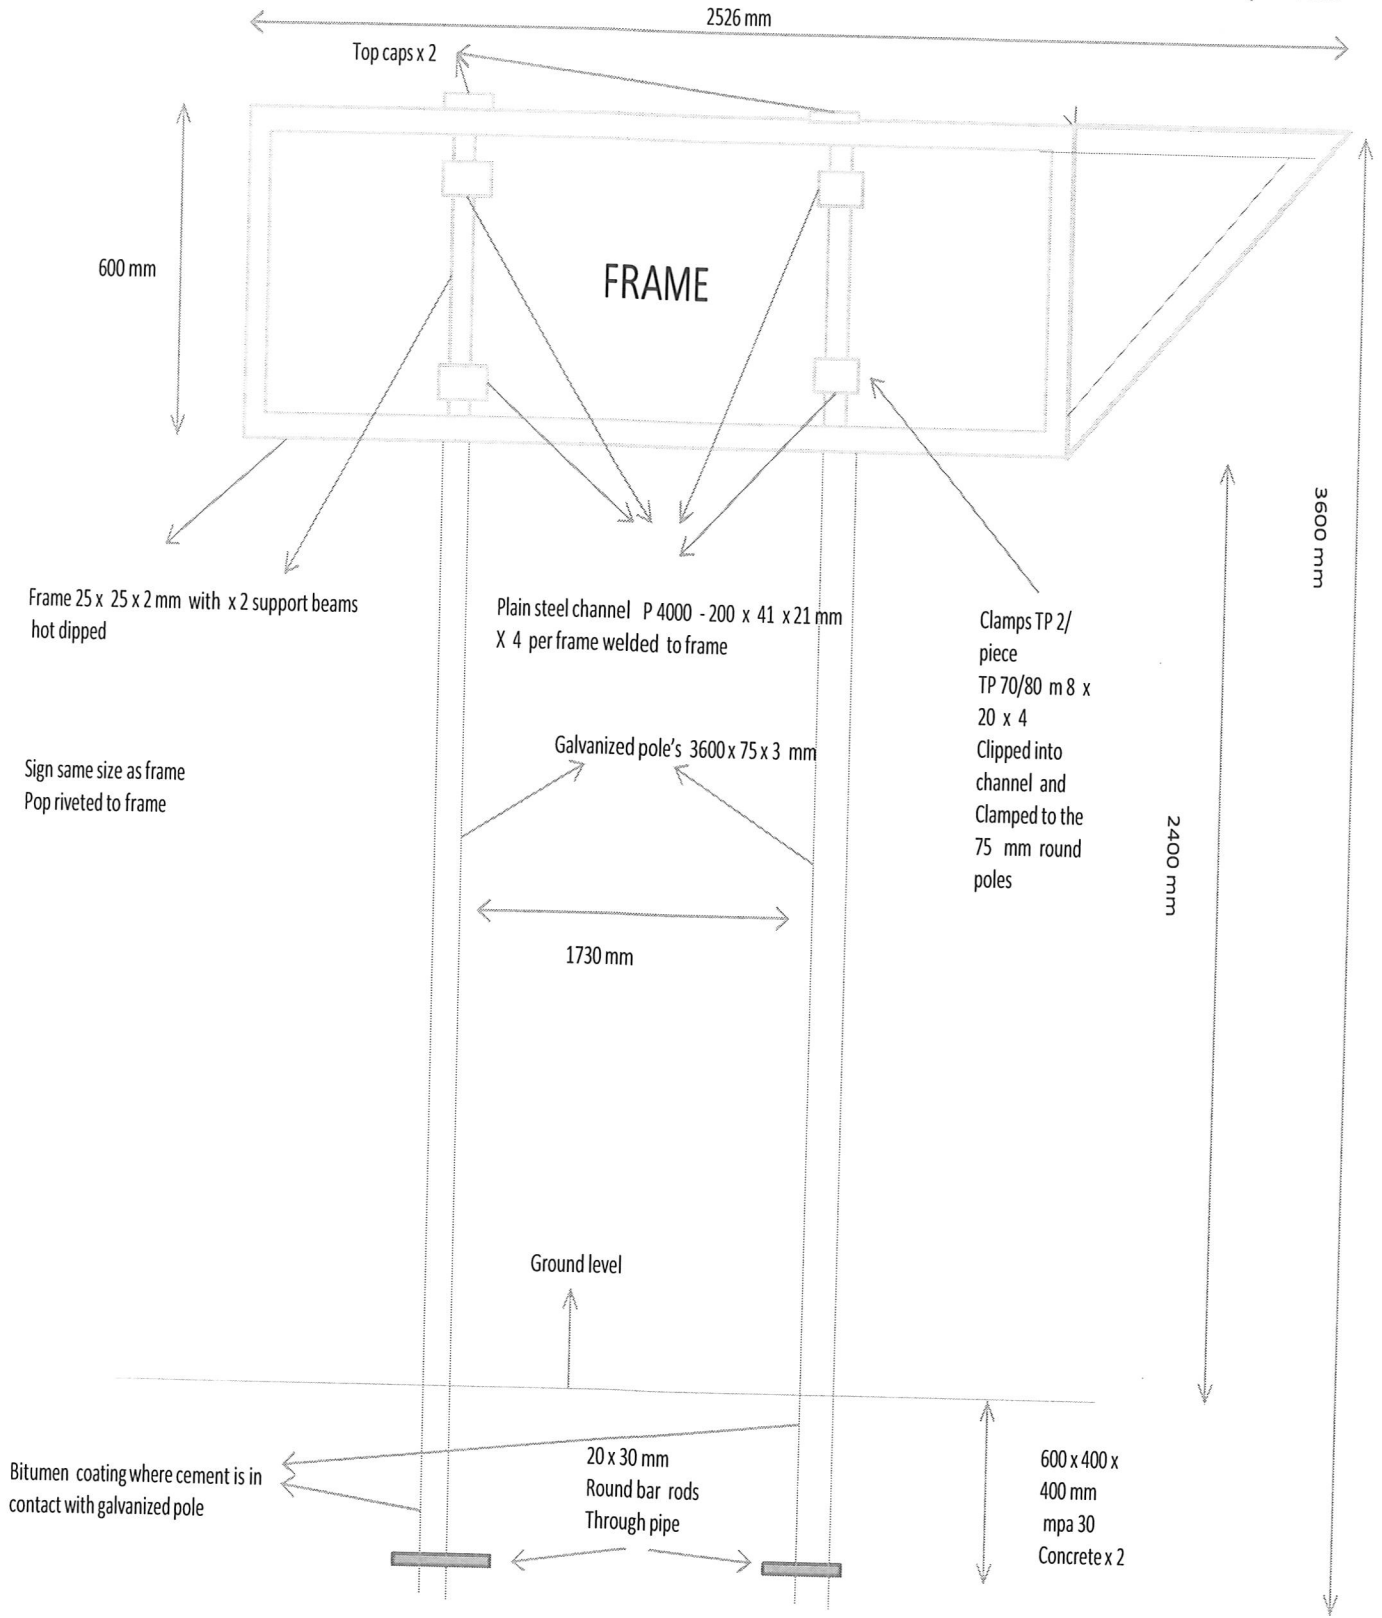 2526 mm
Top caps x 2
600 mm
FRAME
3600 mm
Frame 25 x 25 x 2 mm with x 2 support beams
hot dipped
Plain steel channel P 4000 - 200 x 41 x 21 mm
X 4 per frame welded to frame
Clamps TP 2/
piece
TP 70/80 m 8 x
20 x 4
Clipped into
channel and
Clamped to the
75 mm round
poles
Galvanized pole's 3600 x 75 x 3 mm
Sign same size as frame
Pop riveted to frame
2400 mm
1730 mm
Ground level
Bitumen coating where cement is in
contact with galvanized pole
20 x 30 mm
Round bar rods
Through pipe
600 x 400 x
400 mm
mpa 30
Concrete x 2